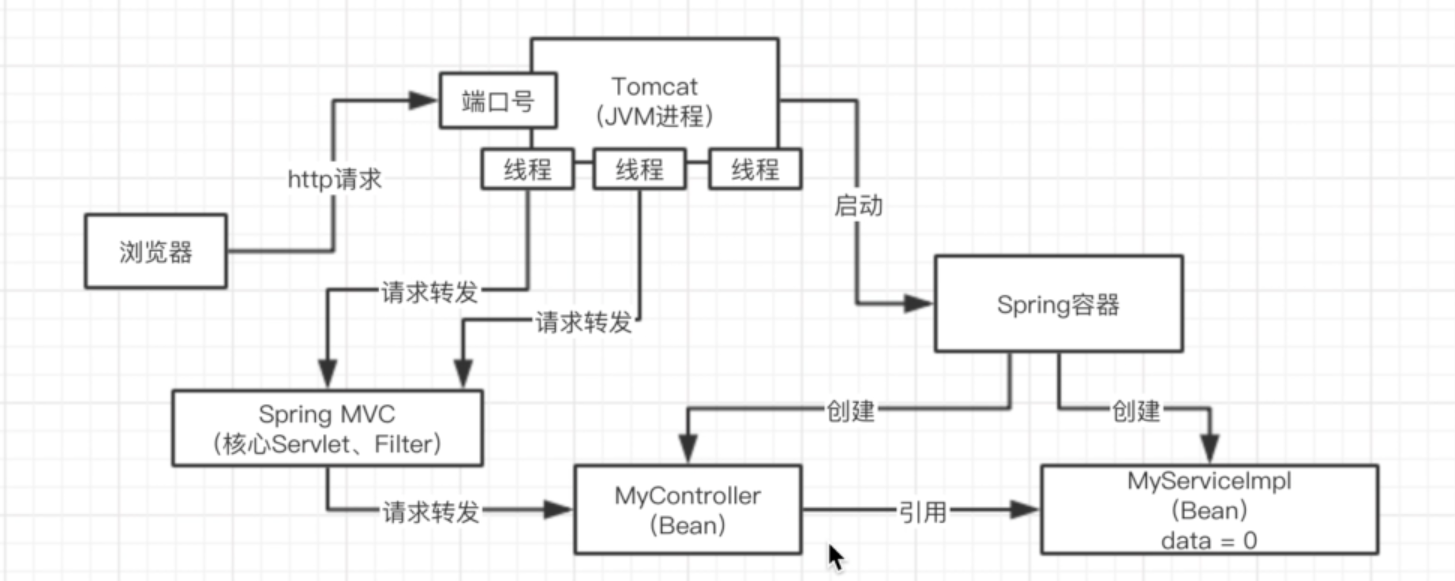 Tomcat
（JVM进程）
端口号
线程
线程
线程
http请求
启动
浏览器
请求转发
请求转发
Spring容器
Spring MVC
（核心Servlet、Filter）
创建
创建
请求转发
MyController
（Bean）
引用
MyServiceImpl
（Bean）
data = 0